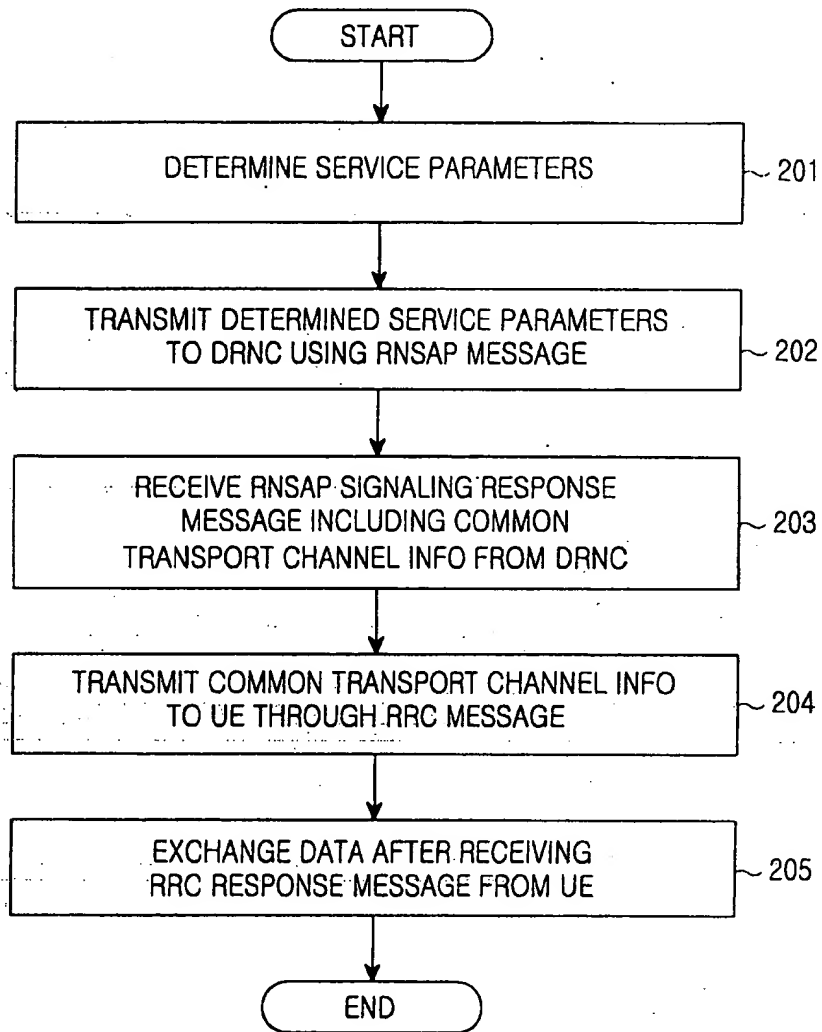 START
DETERMINE SERVICE PARAMETERS
201
TRANSMIT DETERMINED SERVICE PARAMETERS
TO DRNC USING RNSAP MESSAGE
202
RECEIVE RNSAP SIGNALING RESPONSE
MESSAGE INCLUDING COMMON
TRANSPORT CHANNEL INFO FROM DRNC
203
TRANSMIT COMMON TRANSPORT CHANNEL INFO
TO UE THROUGH RRC MESSAGE
204
EXCHANGE DATA AFTER RECEIVING
RRC RESPONSE MESSAGE FROM UE
205
END